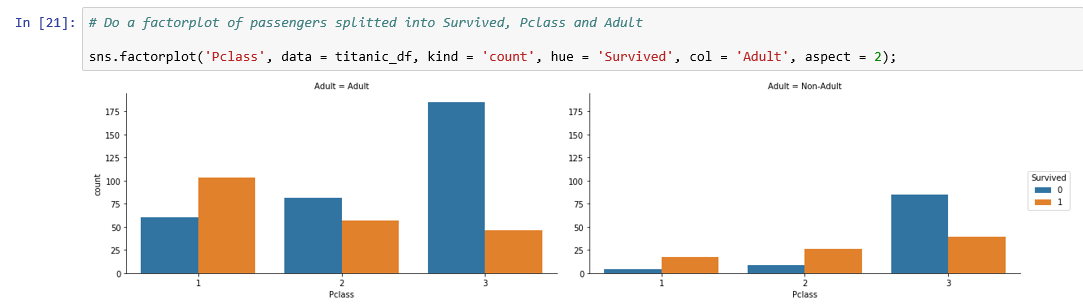 In [21]: # Do a factorplot of passengers splitted into Survived, Pclass and Adult
sns.factorplot('Pclass', data = titanic_df, kind = 'count', hue = 'Survived', col = 'Adult', aspect = 2);
Adult = Adult
175
150
125
100
75
50
25
0
count
1 2 3
Pclass
Adult = Non-Adult
175
150
125
100
75
50
25
0
1 2 3
Pclass
Survived
0
1